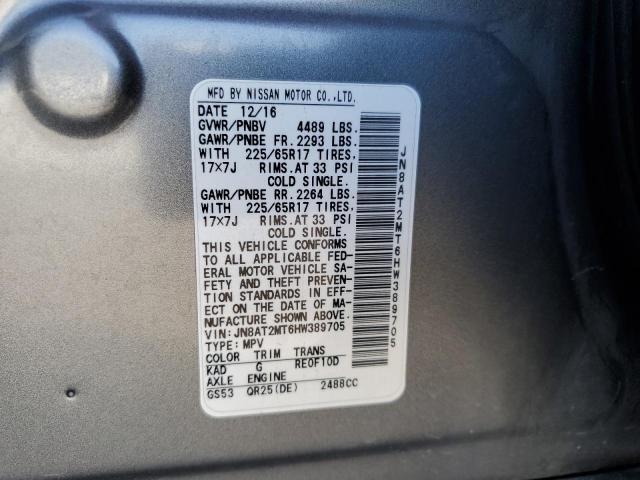 MFD BY NISSAN MOTOR CO.,LTD.
DATE 12/16
GVWR/PNBV 4489 LBS.
GAWR/PNBE FR. 2293 LBS.
WITH 225/65R17 TIRES,
17×7J RIMS. AT 33 PSI
COLD SINGLE.
GAWR/PNBE RR. 2264 LBS.
WITH 225/65R17 TIRES,
17×7J RIMS. AT 33 PSI
COLD SINGLE.
THIS VEHICLE CONFORMS
TO ALL APPLICABLE FED-
ERAL MOTOR VEHICLE SA-
FETY AND THEFT PREVEN-
TION STANDARDS IN EFF-
ECT ON THE DATE OF MA-
NUFACTURE SHOWN ABOVE.
VIN: JN8AT2MT6HW389705
TYPE: MPV
COLOR TRIM TRANS
KAD G RE0F10D
AXLE ENGINE
GS53 QR25(DE) 2488CC
JN8AT2MT6HW389705